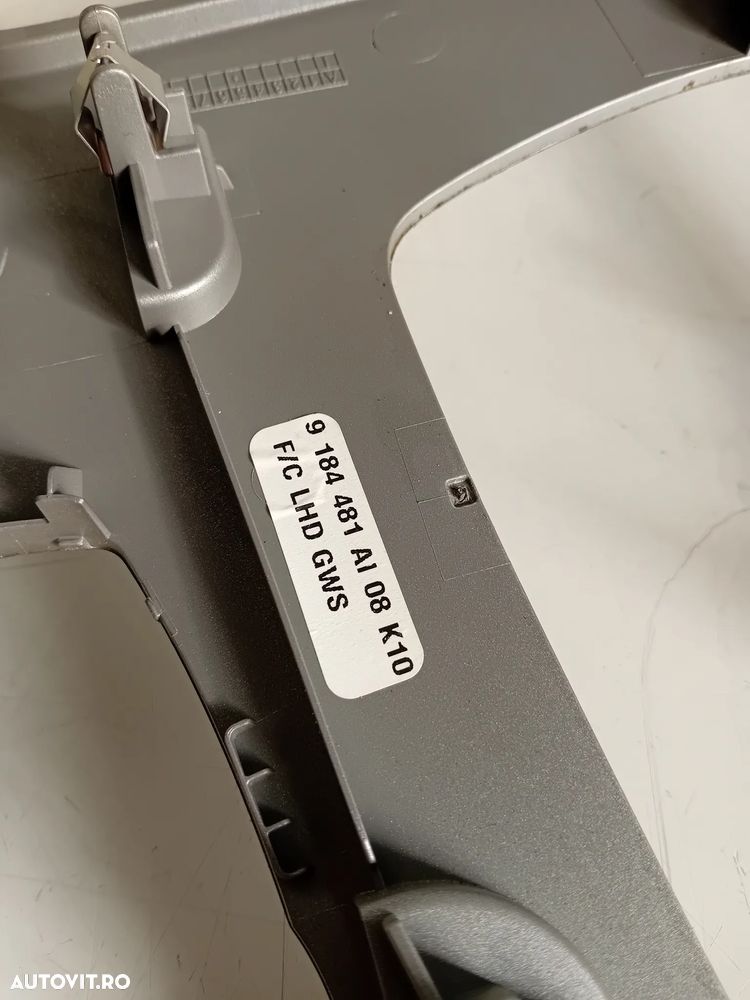 9 184 481 AI 08 K10
F/C LHD GWS
AUTOVIT.RO